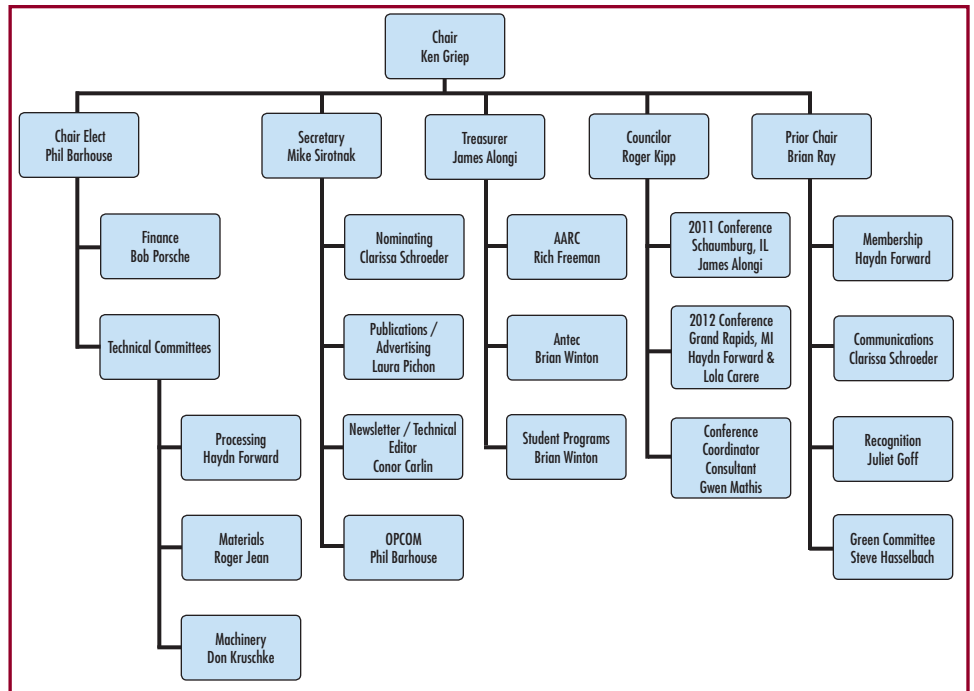 Chair
Ken Griep
Chair Elect
Phil Barhouse
Secretary
Mike Sirotnak
Treasurer
James Alongi
Councilor
Roger Kipp
Prior Chair
Brian Ray
Finance
Bob Porsche
Nominating
Clarissa Schroeder
AARC
Rich Freeman
2011 Conference
Schaumburg, IL
James Alongi
Membership
Haydn Forward
Technical Committees
Publications /
Advertising
Laura Pichon
Antec
Brian Winton
2012 Conference
Grand Rapids, MI
Haydn Forward &
Lola Carere
Communications
Clarissa Schroeder
Processing
Haydn Forward
Newsletter / Technical
Editor
Conor Carlin
Student Programs
Brian Winton
Conference
Coordinator
Consultant
Gwen Mathis
Recognition
Juliet Goff
Materials
Roger Jean
OPCOM
Phil Barhouse
Green Committee
Steve Hasselbach
Machinery
Don Kruschke